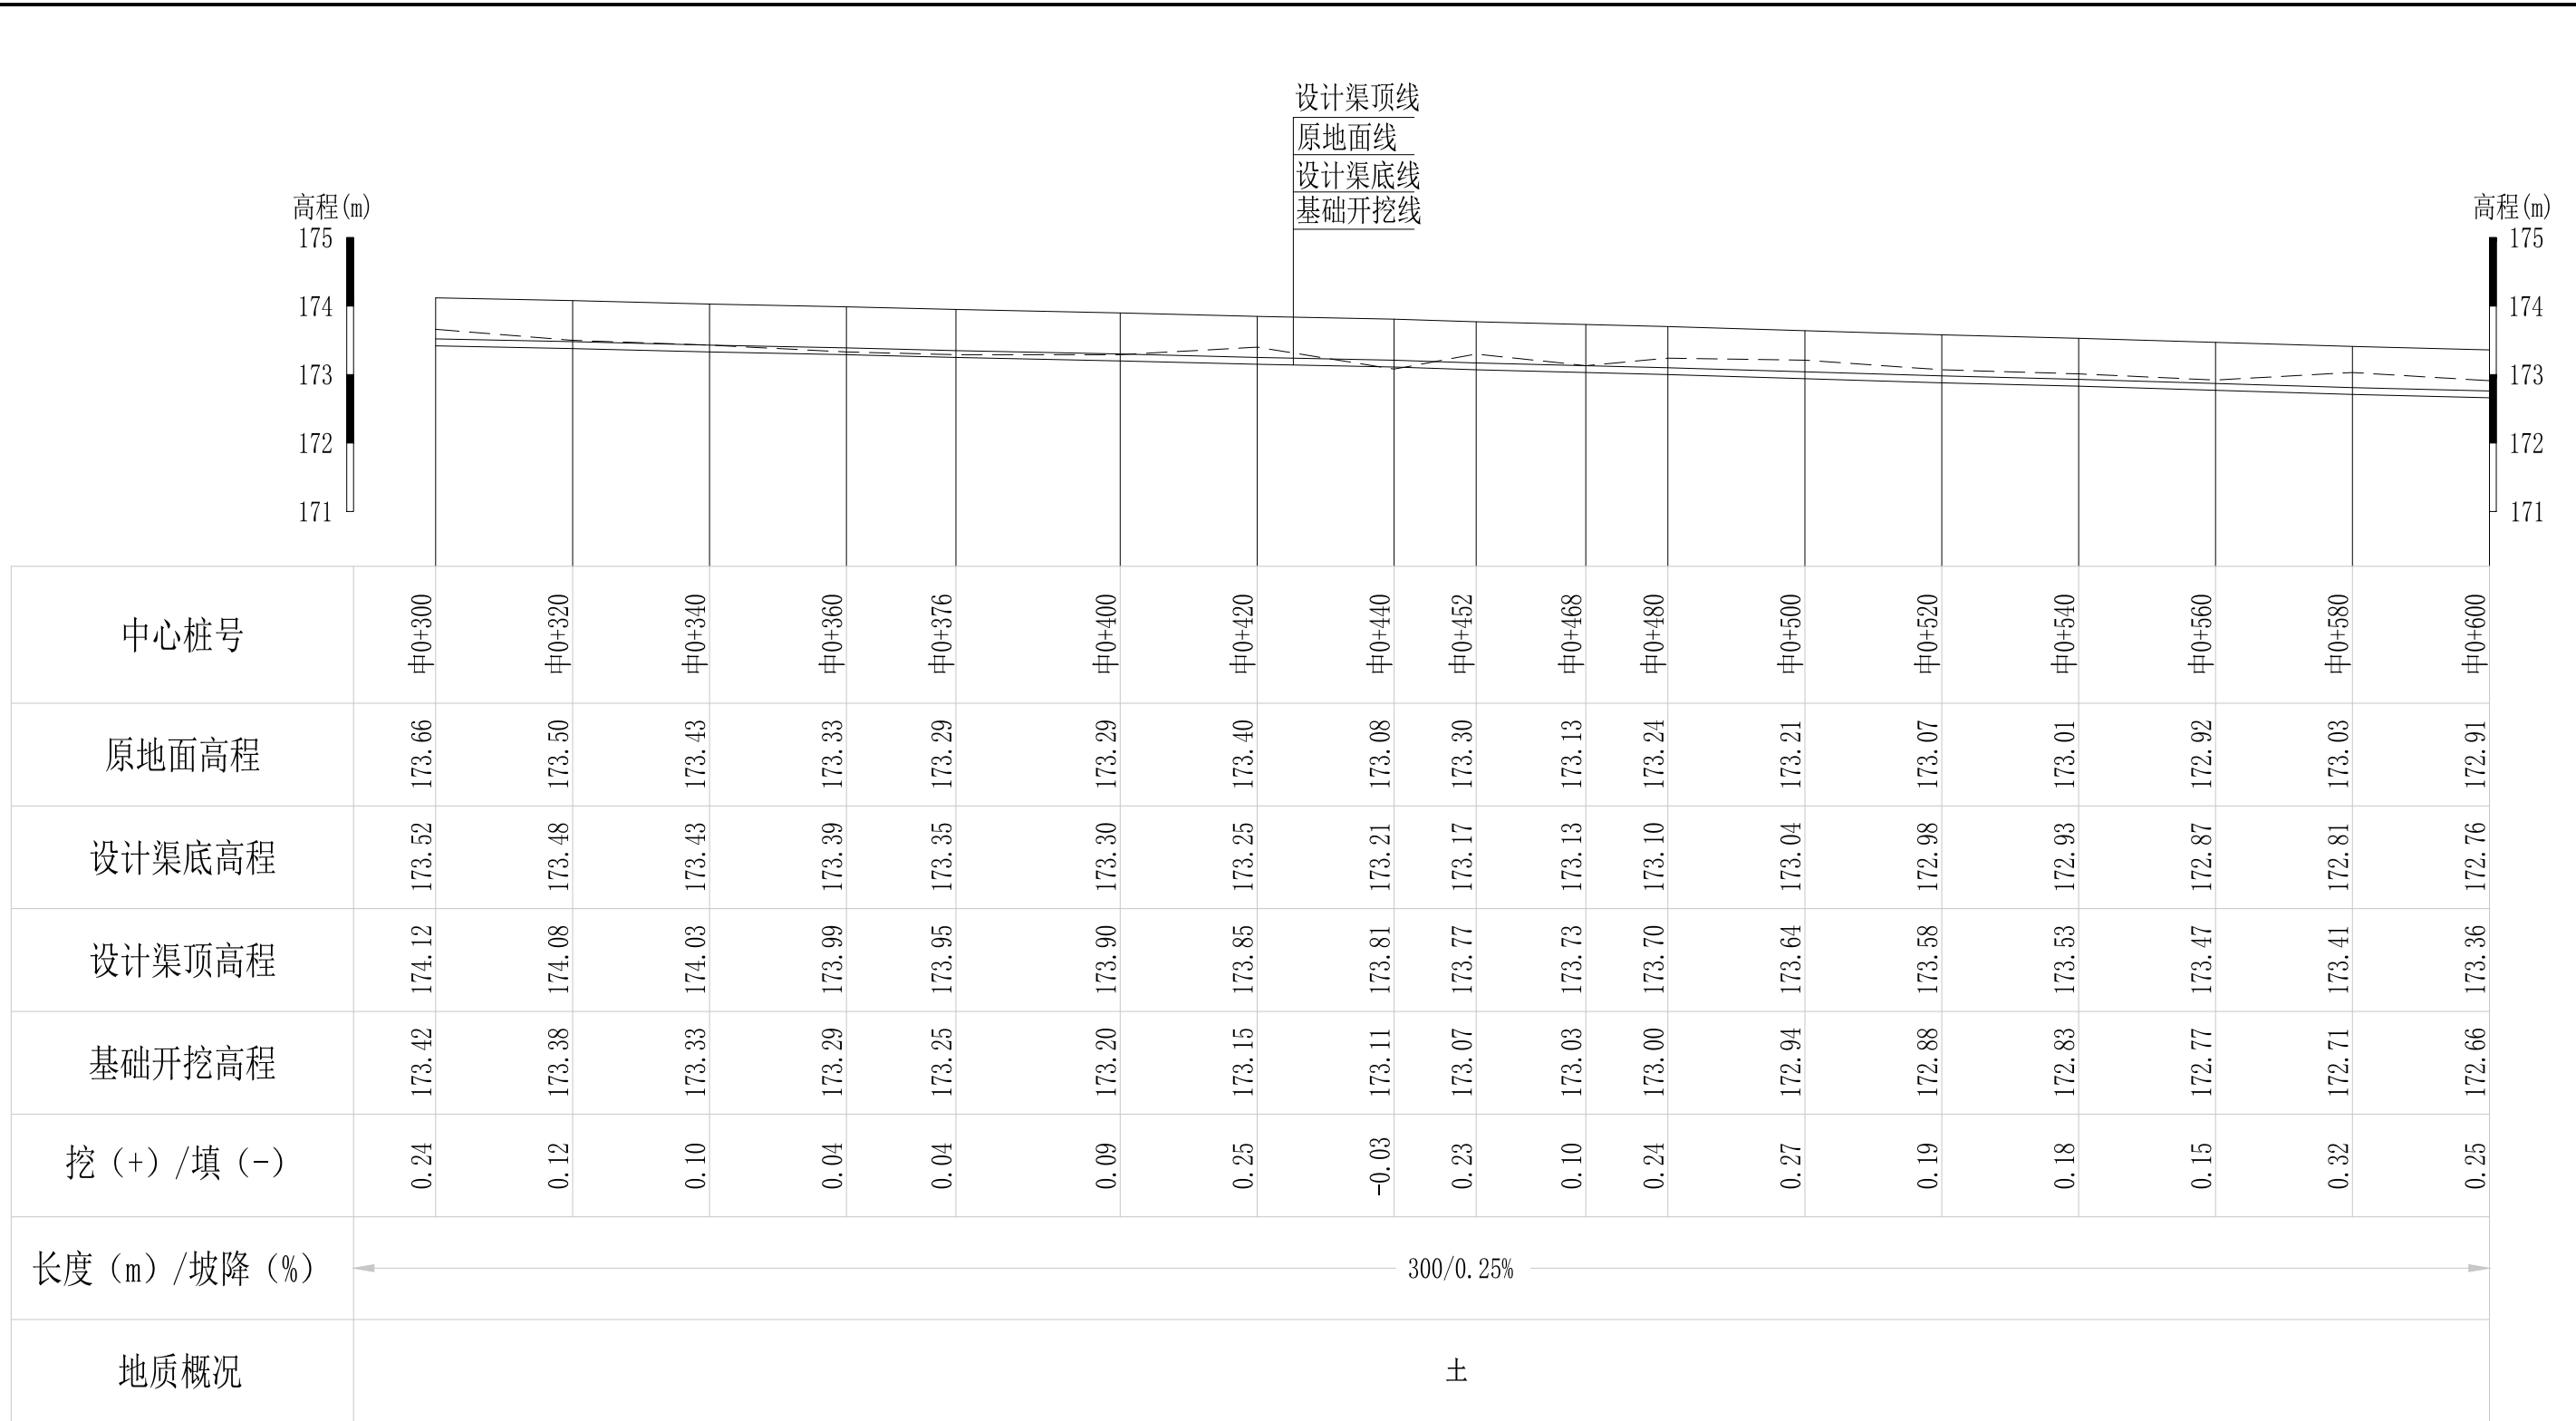 设计渠顶线
原地面线
设计渠底线
基础开挖线
高程(m)
175
174
173
172
171
高程(m)
175
174
173
172
171
中心桩号 中0+300 中0+320 中0+340 中0+360 中0+376 中0+400 中0+420 中0+440 中0+452 中0+468 中0+480 中0+500 中0+520 中0+540 中0+560 中0+580 中0+600
原地面高程 173.66 173.50 173.43 173.33 173.29 173.29 173.40 173.08 173.30 173.13 173.24 173.21 173.07 173.01 172.92 173.03 172.91
设计渠底高程 173.52 173.48 173.43 173.39 173.35 173.30 173.25 173.21 173.17 173.13 173.10 173.04 172.98 172.93 172.87 172.81 172.76
设计渠顶高程 174.12 174.08 174.03 173.99 173.95 173.90 173.85 173.81 173.77 173.73 173.70 173.64 173.58 173.53 173.47 173.41 173.36
基础开挖高程 173.42 173.38 173.33 173.29 173.25 173.20 173.15 173.11 173.07 173.03 173.00 172.94 172.88 172.83 172.77 172.71 172.66
挖（+）/填（-） 0.24 0.12 0.10 0.04 0.04 0.09 0.25 -0.03 0.23 0.10 0.24 0.27 0.19 0.18 0.15 0.32 0.25
长度（m）/坡降（%） 300/0.25%
地质概况 土